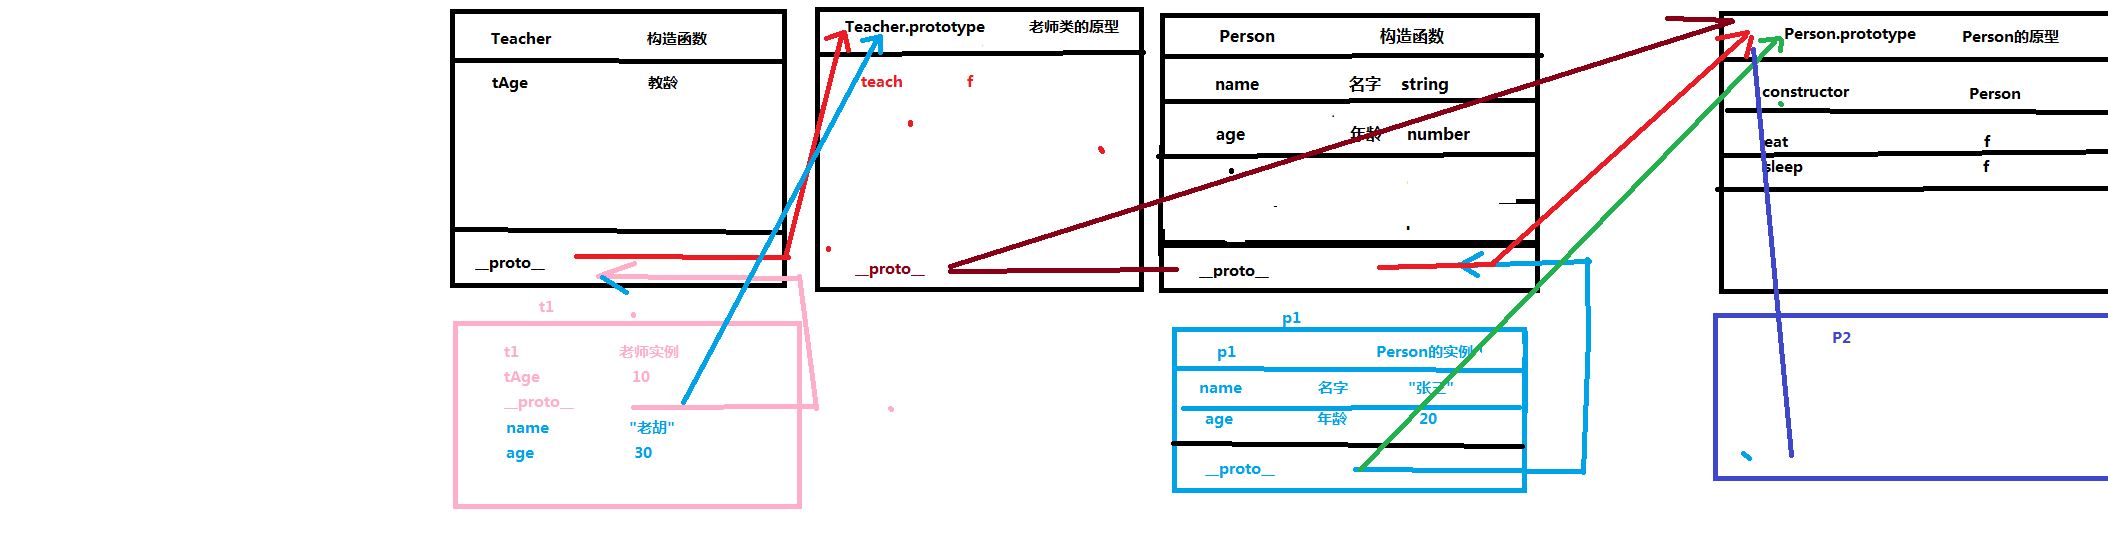 Teacher 构造函数
tAge 教龄
__proto__
Teacher.prototype 老师类的原型
teach f
__proto__
Person 构造函数
name 名字 string
age 年龄 number
__proto__
Person.prototype Person的原型
constructor Person
eat f
sleep f
t1
t1 老师实例
tAge 10
__proto__
name "老胡"
age 30
p1
p1 Person的实例
name 名字 "张三"
age 年龄 20
__proto__
P2